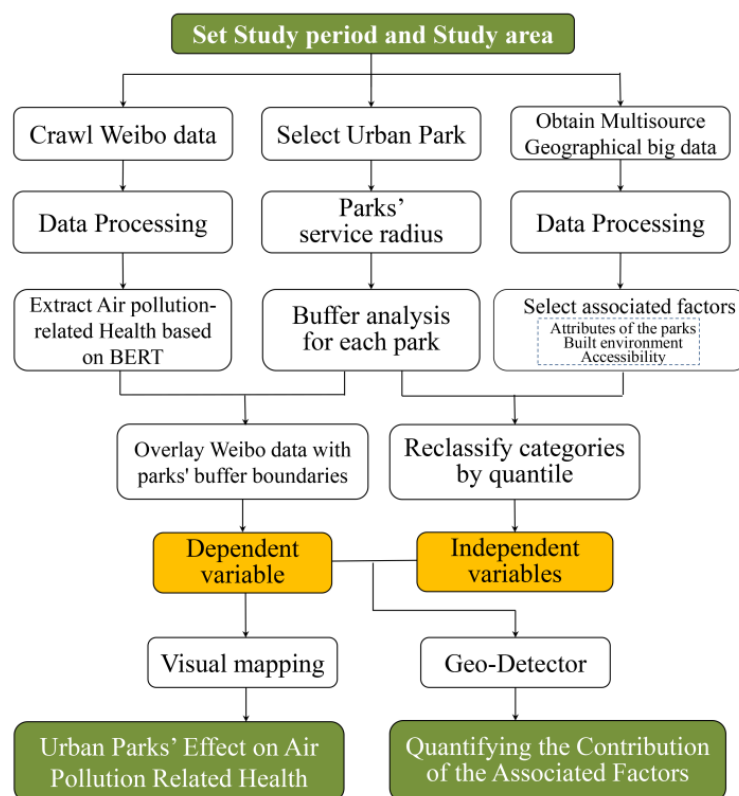 Set Study period and Study area
Crawl Weibo data
Select Urban Park
Obtain Multisource
Geographical big data
Data Processing
Parks’
service radius
Data Processing
Extract Air pollution-
related Health based
on BERT
Buffer analysis
for each park
Select associated factors
Attributes of the parks
Built environment
Accessibility
Overlay Weibo data with
parks' buffer boundaries
Reclassify categories
by quantile
Dependent
variable
Independent
variables
Visual mapping
Geo-Detector
Urban Parks’ Effect on Air
Pollution Related Health
Quantifying the Contribution
of the Associated Factors